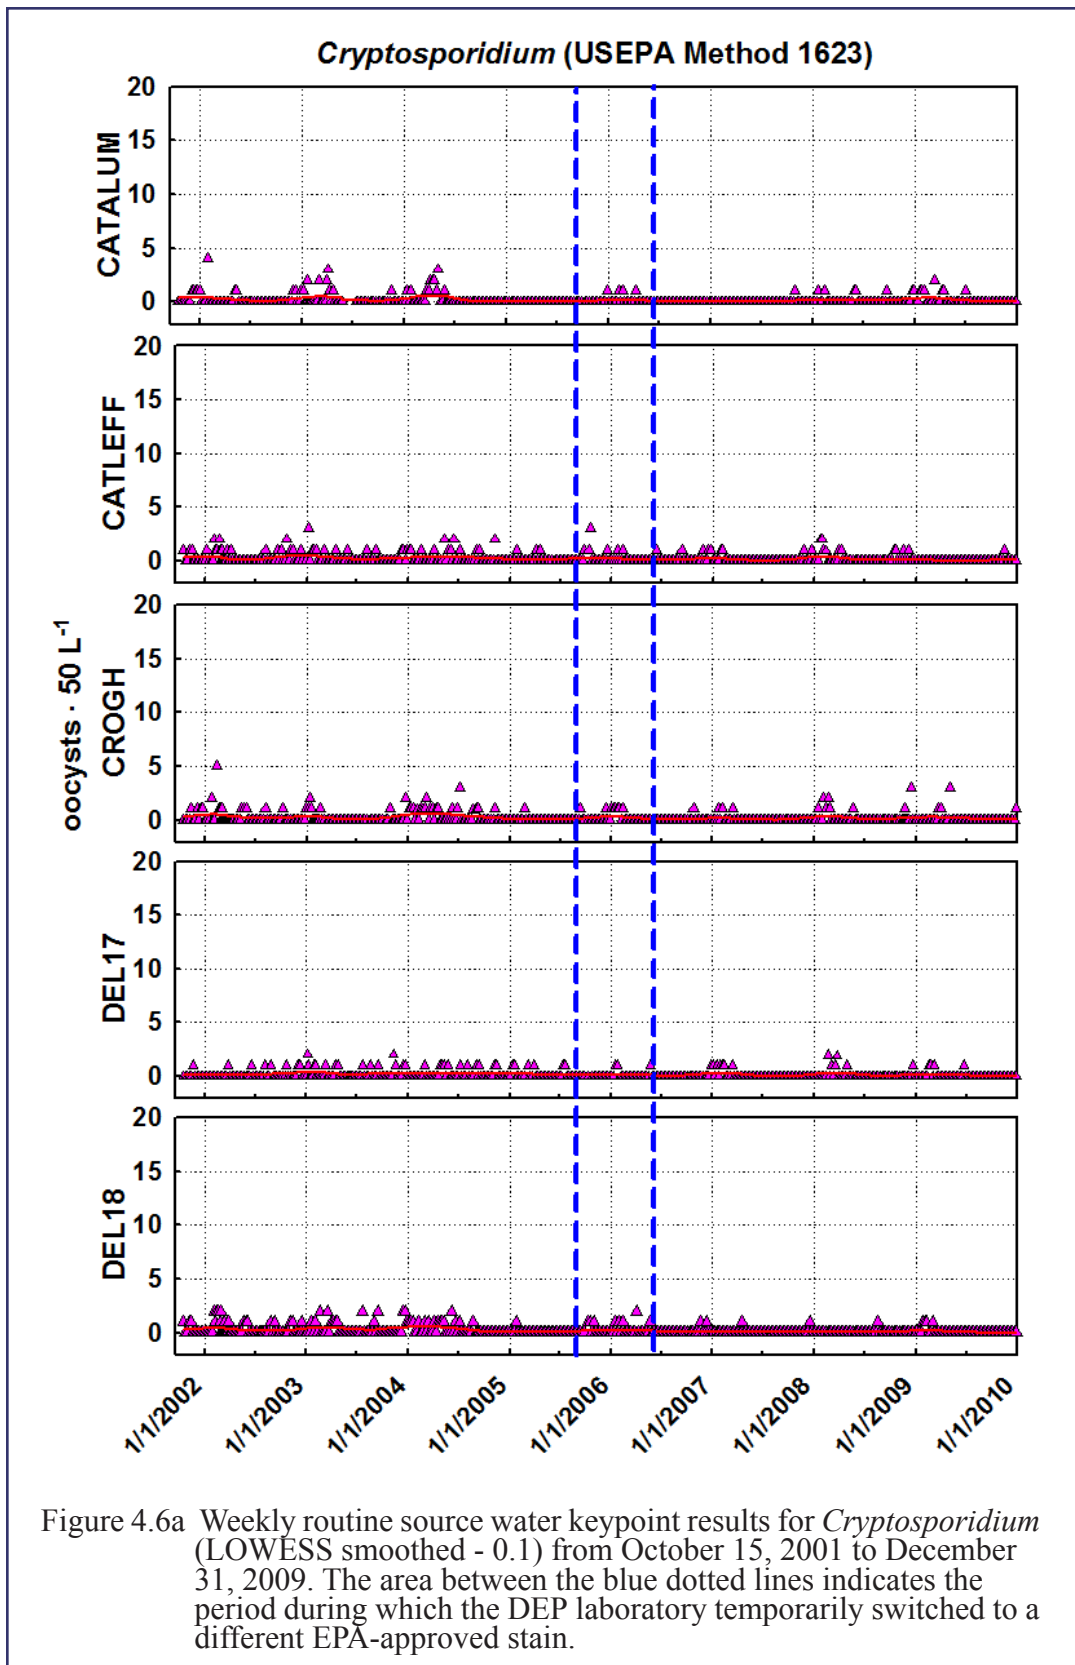 Cryptosporidium (USEPA Method 1623)
20
15
10
5
0
CATALUM
20
15
10
5
0
CATLEFF
20
15
10
5
0
CROGH
oocysts · 50 L⁻¹
20
15
10
5
0
DEL17
20
15
10
5
0
DEL18
1/1/2002
1/1/2003
1/1/2004
1/1/2005
1/1/2006
1/1/2007
1/1/2008
1/1/2009
1/1/2010
Figure 4.6a Weekly routine source water keypoint results for Cryptosporidium
(LOWESS smoothed - 0.1) from October 15, 2001 to December
31, 2009. The area between the blue dotted lines indicates the
period during which the DEP laboratory temporarily switched to a
different EPA-approved stain.